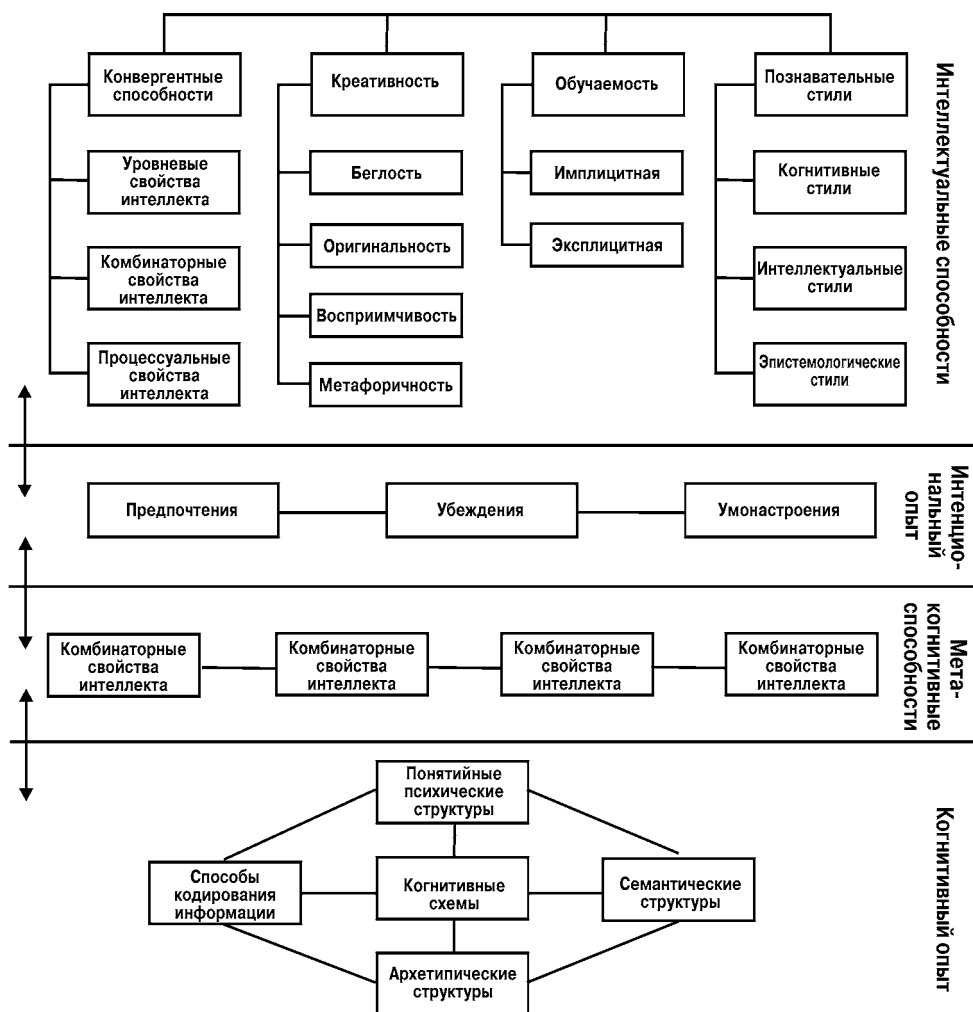 Конвергентные
способности
Креативность
Обучаемость
Познавательные
стили
Уровневые
свойства
интеллекта
Беглость
Имплицитная
Когнитивные
стили
Оригинальность
Эксплицитная
Комбинаторные
свойства
интеллекта
Интеллектуальные
стили
Восприимчивость
Процессуальные
свойства
интеллекта
Метафоричность
Эпистемологические
стили
Интеллектуальные способности
Предпочтения
Убеждения
Умонастроения
Интенцио-
нальный
опыт
Комбинаторные
свойства
интеллекта
Комбинаторные
свойства
интеллекта
Комбинаторные
свойства
интеллекта
Комбинаторные
свойства
интеллекта
Мета-
когнитивные
способности
Понятийные
психические
структуры
Способы
кодирования
информации
Когнитивные
схемы
Семантические
структуры
Архетипические
структуры
Когнитивный опыт